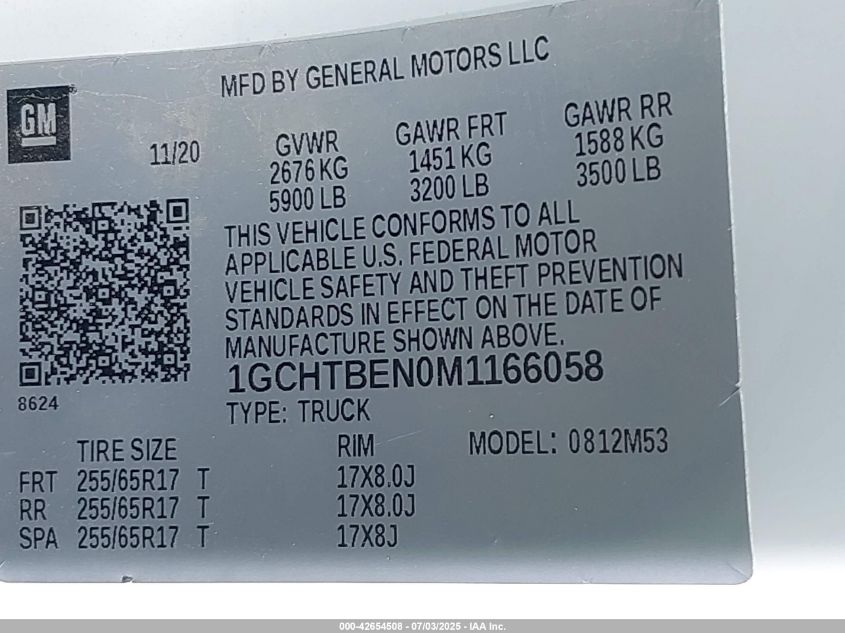 MFD BY GENERAL MOTORS LLC
GM
11/20
GVWR GAWR FRT GAWR RR
2676 KG 1451 KG 1588 KG
5900 LB 3200 LB 3500 LB
THIS VEHICLE CONFORMS TO ALL
APPLICABLE U.S. FEDERAL MOTOR
VEHICLE SAFETY AND THEFT PREVENTION
STANDARDS IN EFFECT ON THE DATE OF
MANUFACTURE SHOWN ABOVE.
1GCHTBEN0M1166058
8624
TYPE: TRUCK
TIRE SIZE RIM MODEL: 0812M53
FRT 255/65R17 T 17X8.0J
RR 255/65R17 T 17X8.0J
SPA 255/65R17 T 17X8J
000-42654508 - 07/03/2025 - IAA Inc.